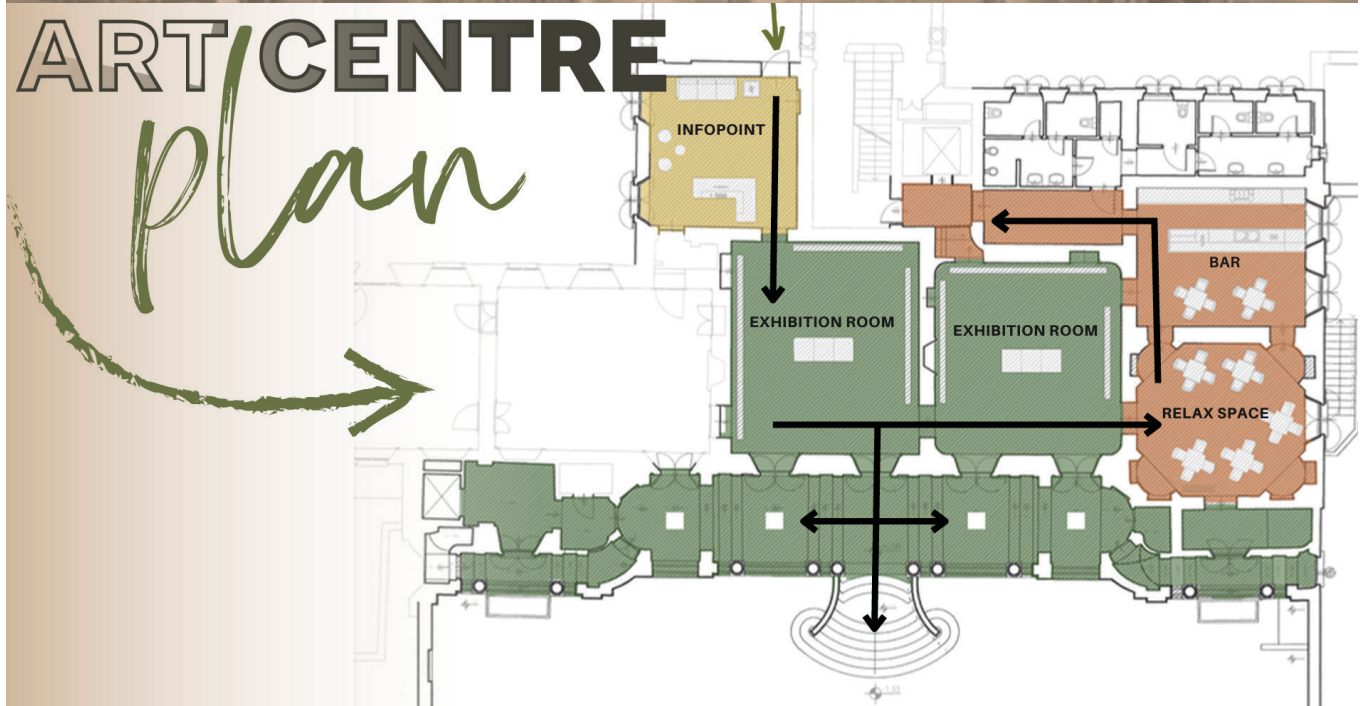 ART CENTRE
plan
INFOPOINT
BAR
EXHIBITION ROOM
EXHIBITION ROOM
RELAX SPACE